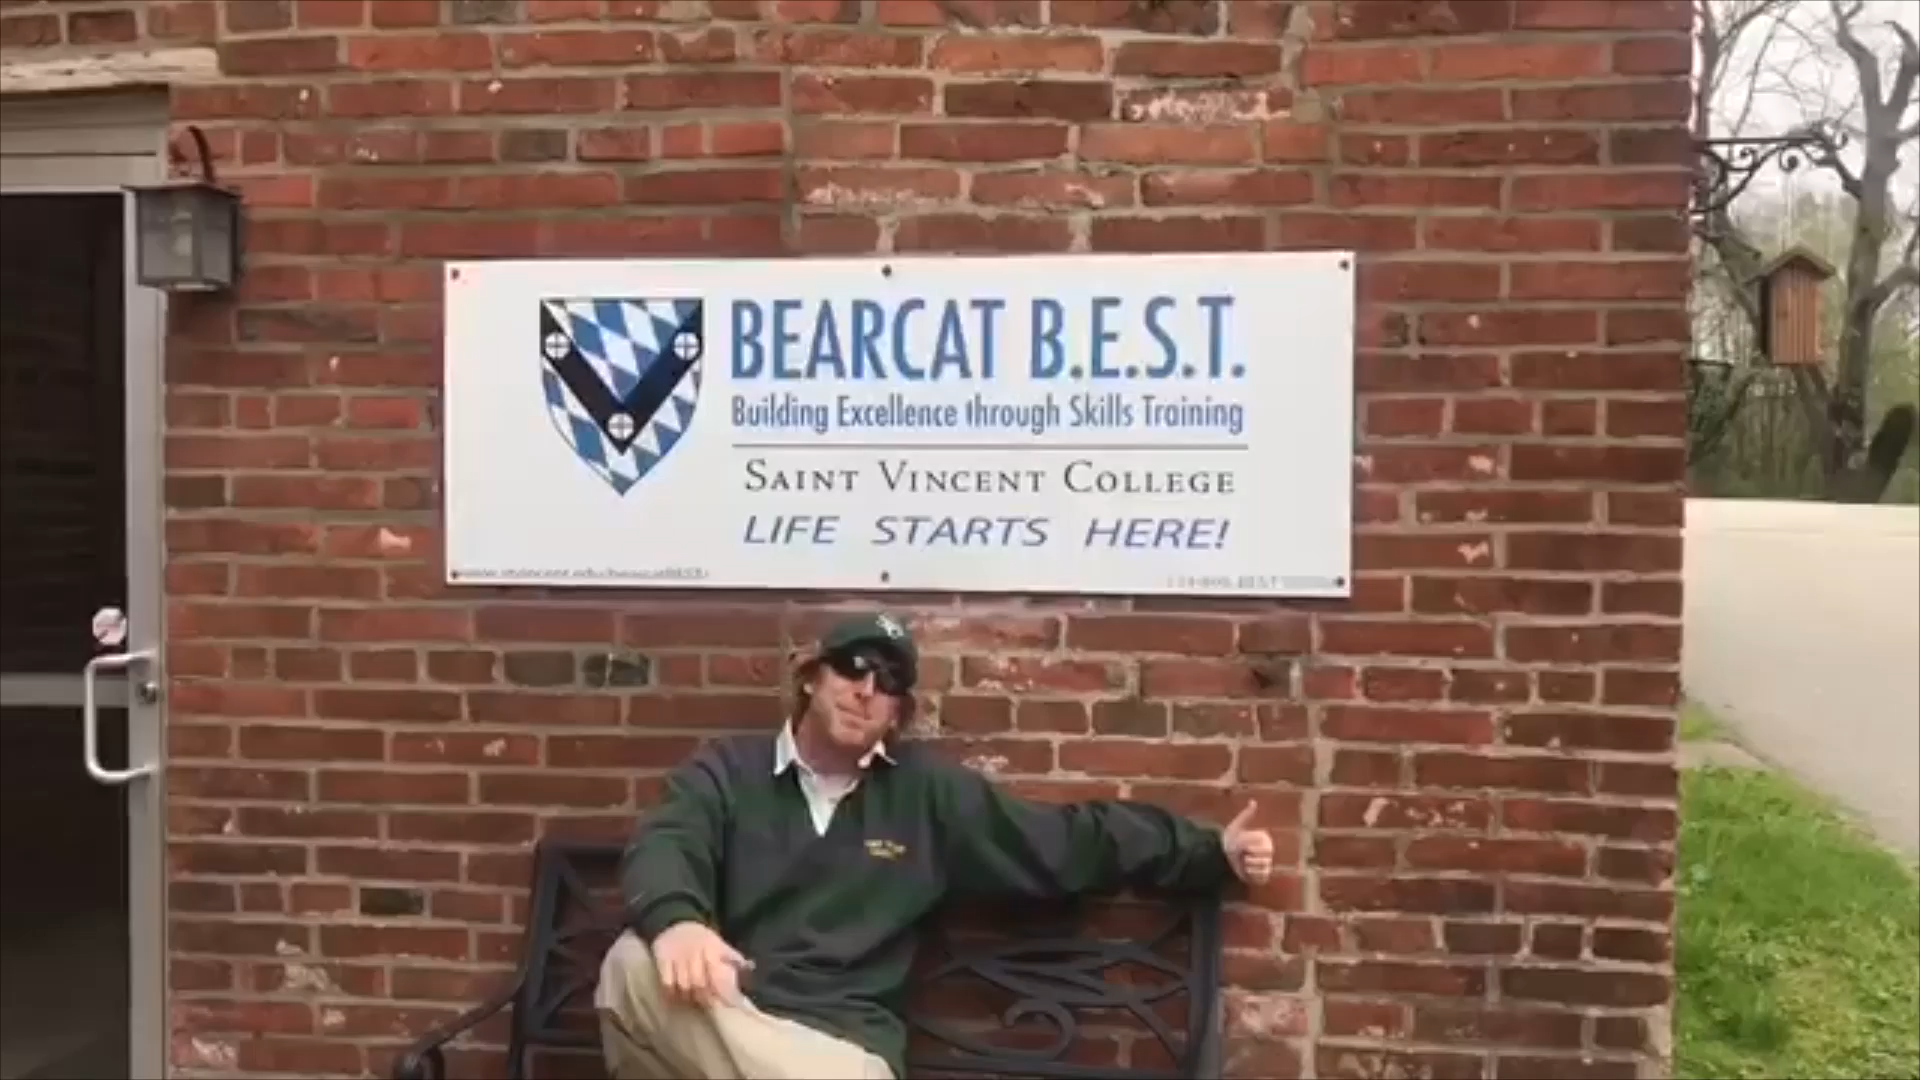 BEARCAT B.E.S.T.
Building Excellence through Skills Training
SAINT VINCENT COLLEGE
LIFE STARTS HERE!